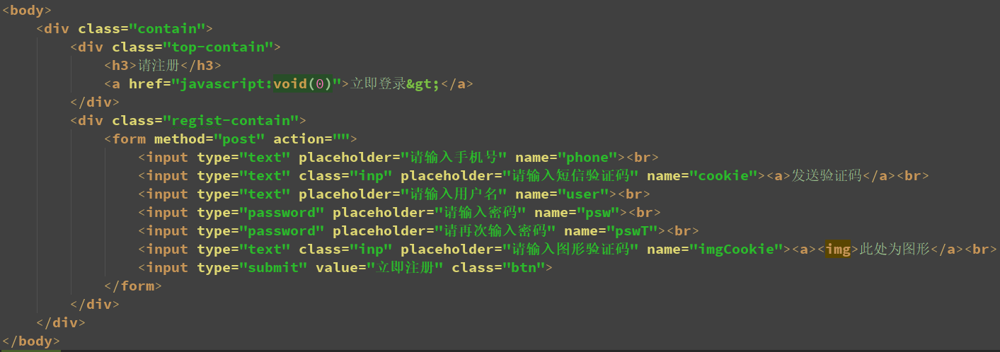 <body>
<div class="contain">
<div class="top-contain">
<h3>请注册</h3>
<a href="javascript:void(0)">立即登录&gt;</a>
</div>
<div class="regist-contain">
<form method="post" action="">
<input type="text" placeholder="请输入手机号" name="phone"><br>
<input type="text" class="inp" placeholder="请输入短信验证码" name="cookie"><a>发送验证码</a><br>
<input type="text" placeholder="请输入用户名" name="user"><br>
<input type="password" placeholder="请输入密码" name="psw"><br>
<input type="password" placeholder="请再次输入密码" name="pswT"><br>
<input type="text" class="inp" placeholder="请输入图形验证码" name="imgCookie"><a><img>此处为图形</a><br>
<input type="submit" value="立即注册" class="btn">
</form>
</div>
</div>
</body>